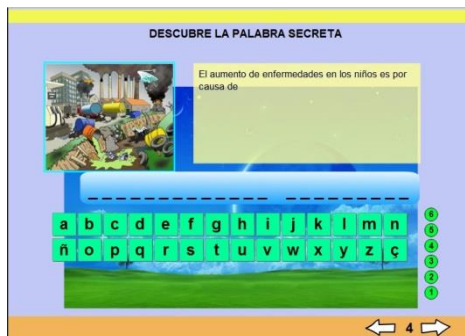 DESCUBRE LA PALABRA SECRETA
El aumento de enfermedades en los niños es por
causa de
a b c d e f g h i j k l m n
ñ o p q r s t u v w x y z ç
6
5
4
3
2
1
4